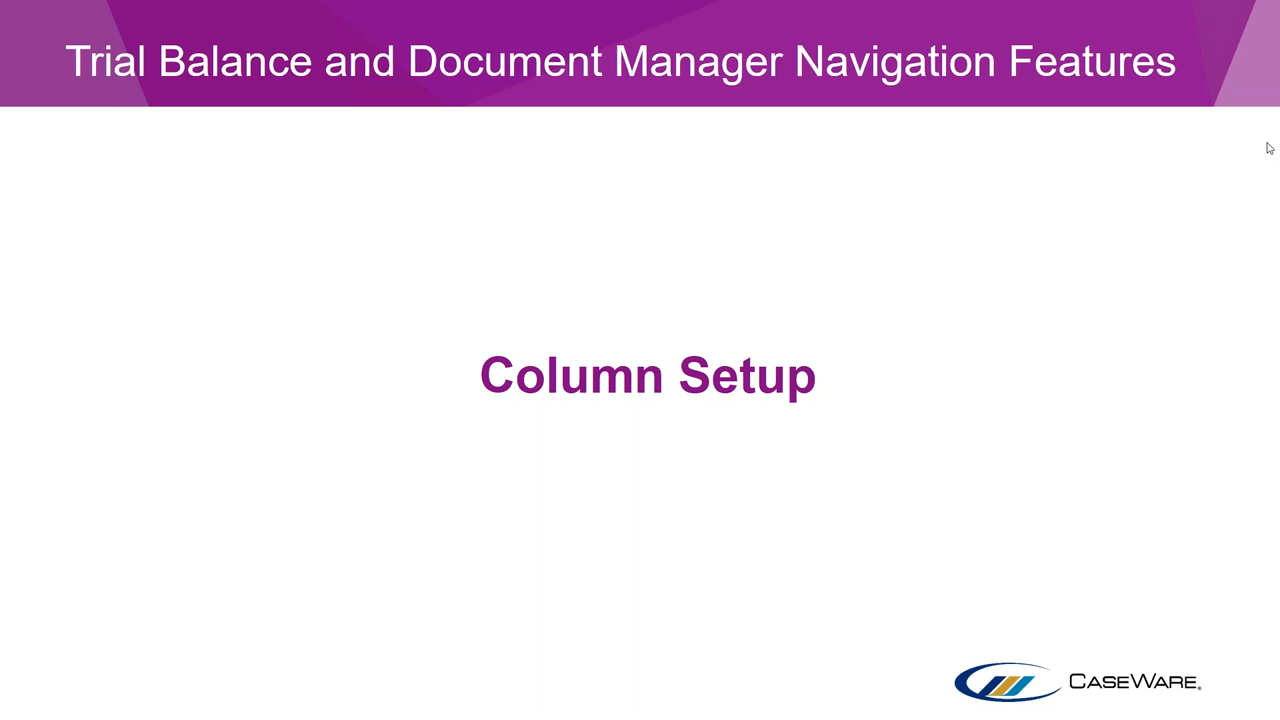 Trial Balance and Document Manager Navigation Features
Column Setup
CASEWARE®